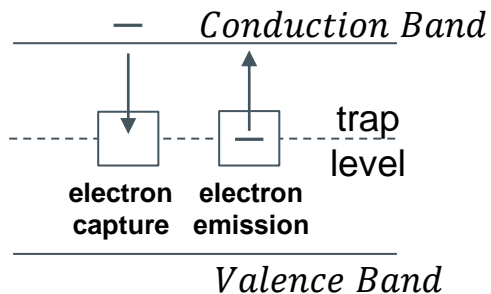 Conduction Band
trap
level
electron electron
capture emission
Valence Band